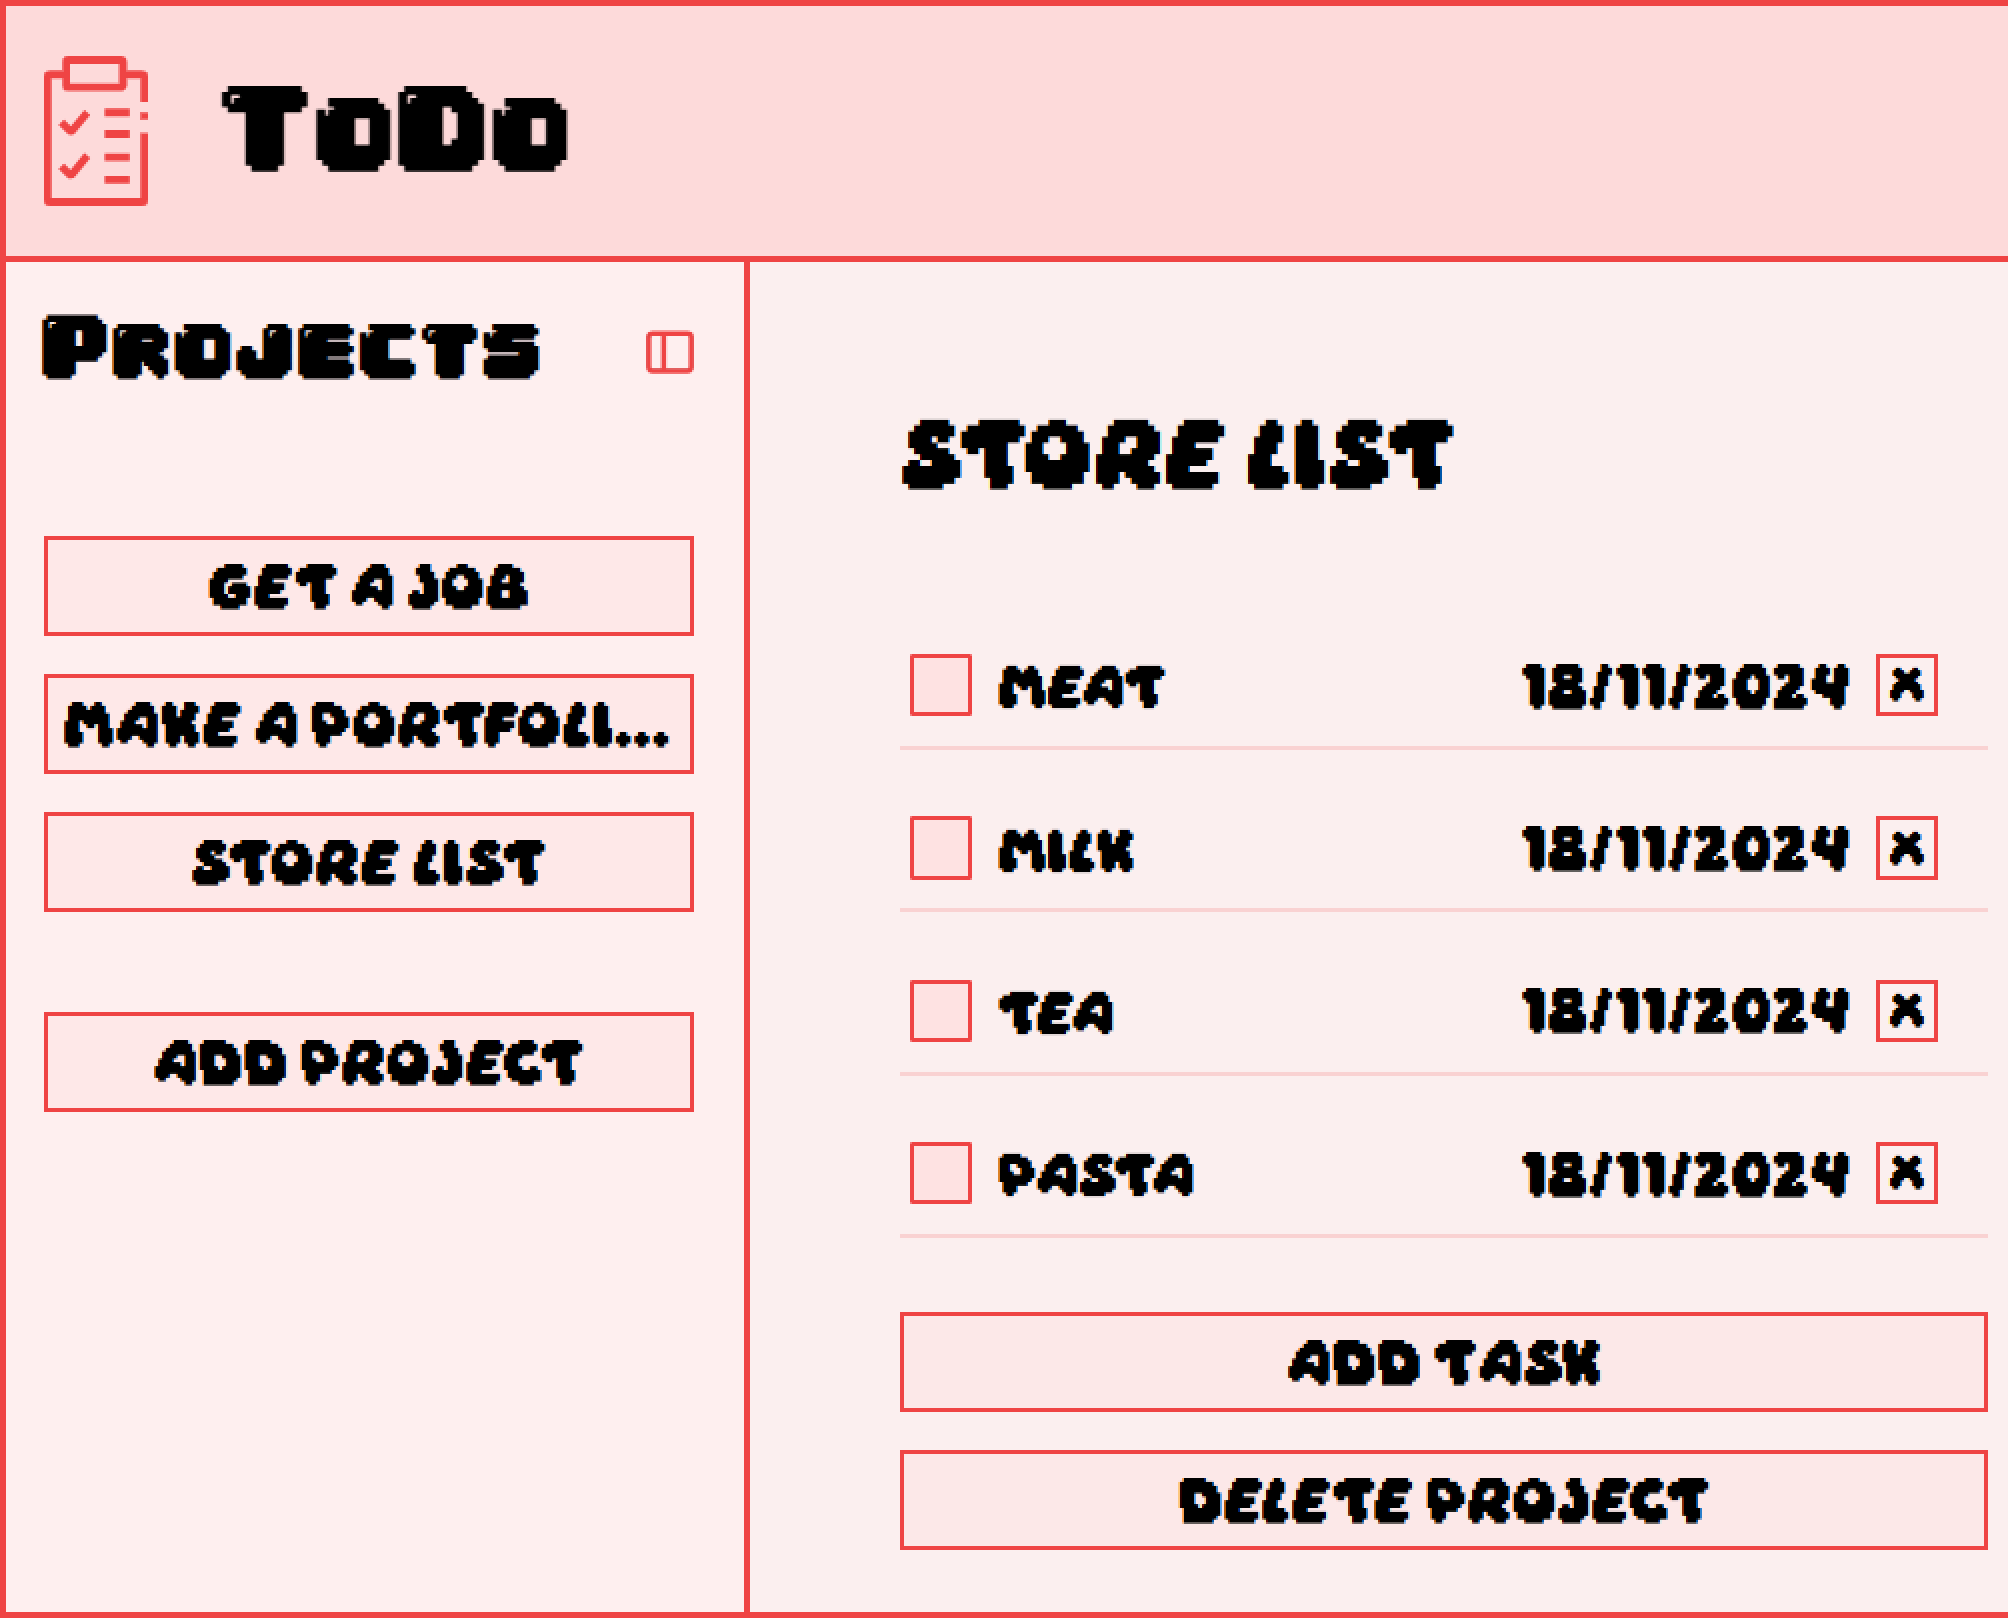 ToDo
Projects
GET A JOB
MAKE A PORTFOLI...
STORE LIST
ADD PROJECT
STORE LIST
MEAT 18/11/2024 X
MILK 18/11/2024 X
TEA 18/11/2024 X
PASTA 18/11/2024 X
ADD TASK
DELETE PROJECT